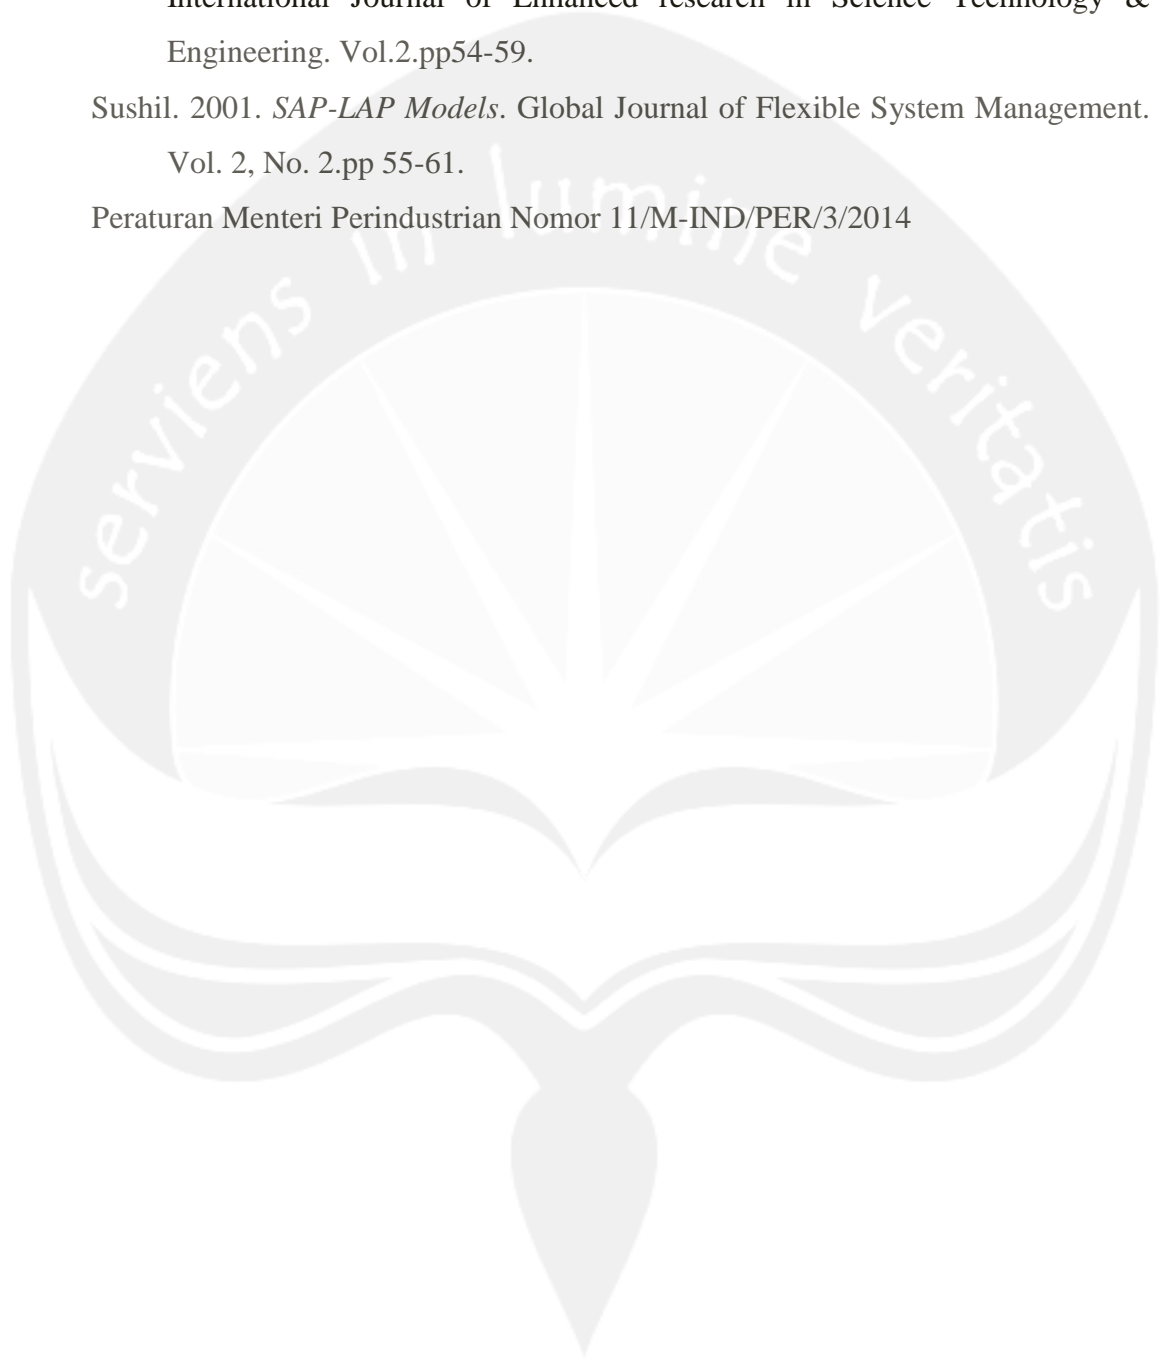 International Journal of Enhanced research in Science Technology &
Engineering. Vol.2.pp54-59.
Sushil. 2001. SAP-LAP Models. Global Journal of Flexible System Management.
Vol. 2, No. 2.pp 55-61.
Peraturan Menteri Perindustrian Nomor 11/M-IND/PER/3/2014
serviens in lumine veritatis